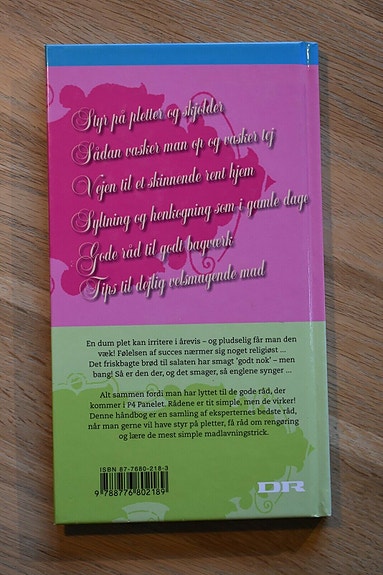 Styr på pletter og skjolder
Sådan vasker man op og vasker tøj
Vejen til et skinnende rent hjem
Syltning og henkogning som i gamle dage
Gode råd til godt bagværk
Tips til dejlig velsmagende mad
En dum plet kan irritere i årevis – og pludselig får man den
væk! Følelsen af succes nærmer sig noget religiøst ...
Det friskbagte brød til salaten har smagt ‘godt nok’ – men
bang! Så er den der, og det smager, så englene synger ...
Alt sammen fordi man har lyttet til de gode råd, der
kommer i P4 Panelet. Rådene er tit simple, men de virker!
Denne håndbog er en samling af eksperternes bedste råd,
når man gerne vil have styr på pletter, få råd om rengøring
og lære de mest simple madlavningstrick.
ISBN 87-7680-218-3
9 788776 802189
DR